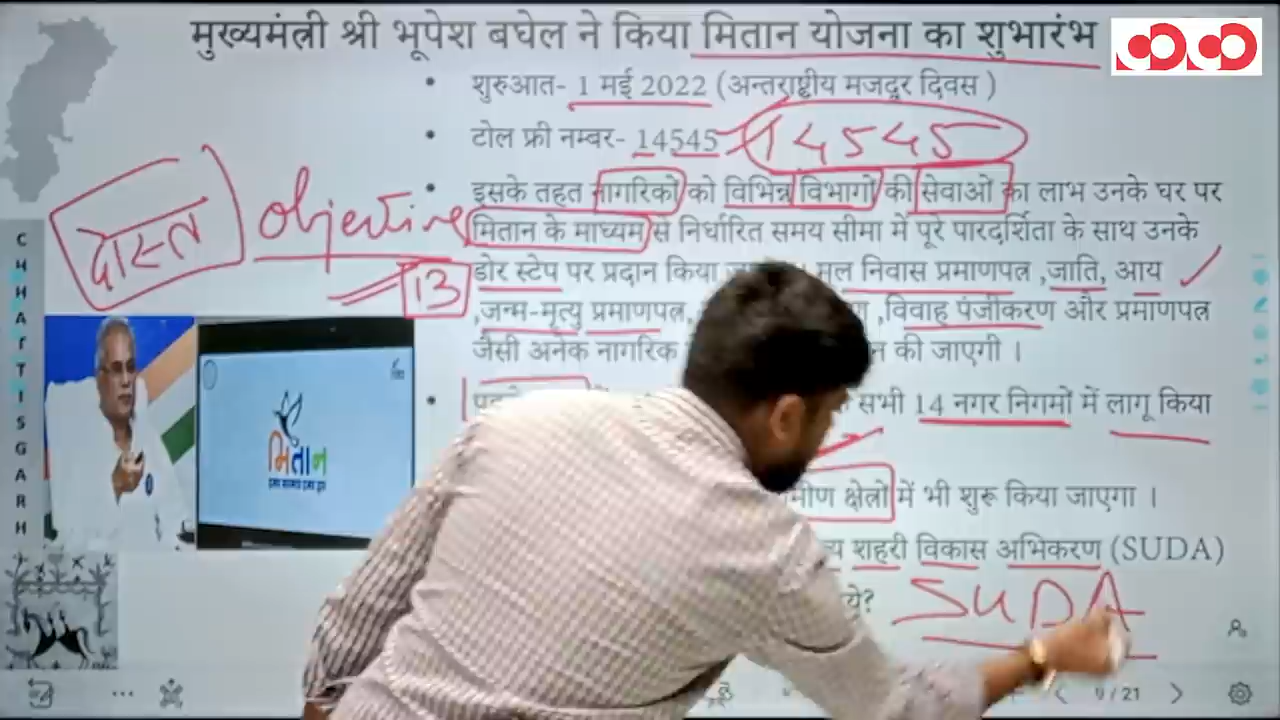 मुख्यमंत्री श्री भूपेश बघेल ने किया मितान योजना का शुभारंभ
शुरुआत- 1 मई 2022 (अन्तराष्ट्रीय मजदूर दिवस )
टोल फ्री नम्बर- 14545 14545
इसके तहत नागरिकों को विभिन्न विभागों की सेवाओं का लाभ उनके घर पर
मितान के माध्यम से निर्धारित समय सीमा में पूरे पारदर्शिता के साथ उनके
डोर स्टेप पर प्रदान किया मूल निवास प्रमाणपत्र ,जाति, आय
,जन्म-मृत्यु प्रमाणपत्र, ,विवाह पंजीकरण और प्रमाणपत्र
जैसी अनेक नागरिक की जाएगी ।
सभी 14 नगर निगमों में लागू किया
क्षेत्रों में भी शुरू किया जाएगा ।
शहरी विकास अभिकरण (SUDA)
SUDA
दोस्त objective
13
CHHATTISGARH
मितान
9 / 21